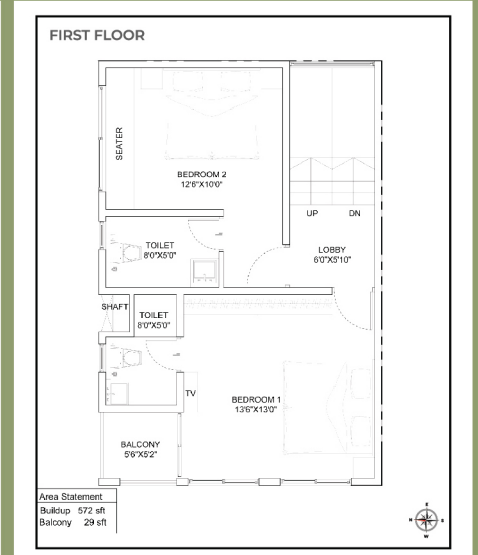 FIRST FLOOR
SEATER
BEDROOM 2
12'6"X10'0"
UP DN
TOILET
8'0"X5'0"
LOBBY
6'0"X5'10"
SHAFT
TOILET
8'0"X5'0"
TV
BEDROOM 1
13'6"X13'0"
BALCONY
5'6"X5'2"
Area Statement
Buildup 572 sft
Balcony 29 sft
E
N S
W